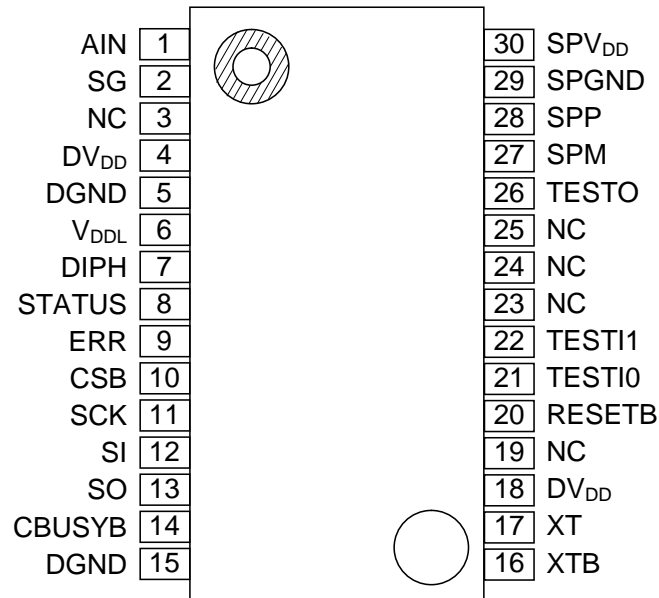 AIN 1 30 SPVDD
SG 2 29 SPGND
NC 3 28 SPP
DVDD 4 27 SPM
DGND 5 26 TESTO
VDDL 6 25 NC
DIPH 7 24 NC
STATUS 8 23 NC
ERR 9 22 TESTI1
CSB 10 21 TESTI0
SCK 11 20 RESETB
SI 12 19 NC
SO 13 18 DVDD
CBUSYB 14 17 XT
DGND 15 16 XTB